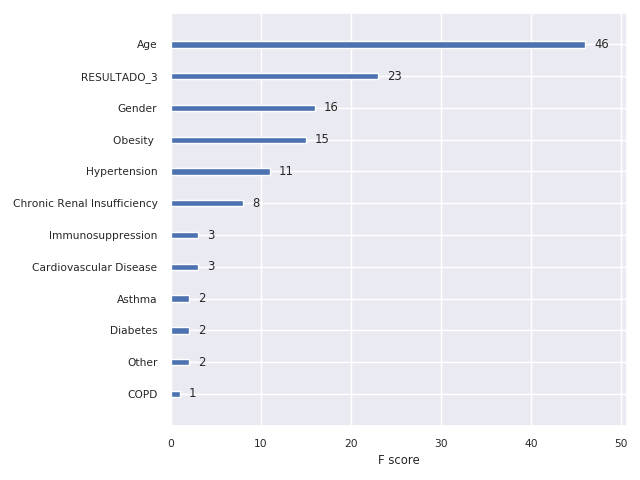 Age 46
RESULTADO_3 23
Gender 16
Obesity 15
Hypertension 11
Chronic Renal Insufficiency 8
Immunosuppression 3
Cardiovascular Disease 3
Asthma 2
Diabetes 2
Other 2
COPD 1
0 10 20 30 40 50
F score